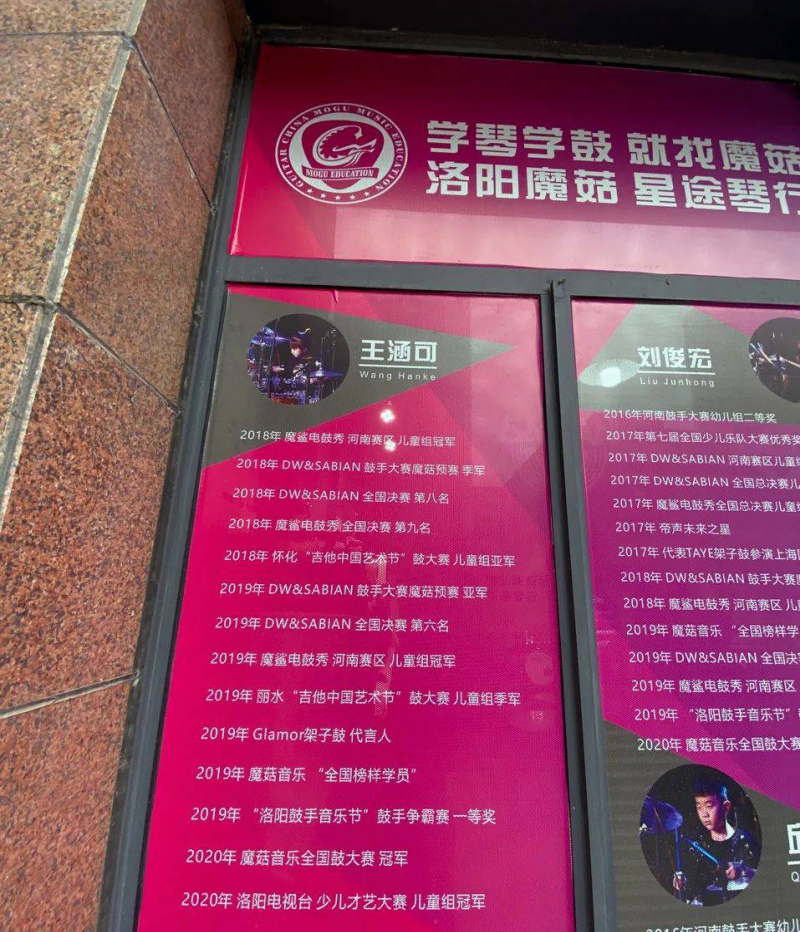 GUITAR CHINA MOGU MUSIC EDUCATION
MOGU EDUCATION
学琴学鼓 就找魔菇
洛阳魔菇 星途琴行
王涵可
Wang Hanke
2018年 魔鲨电鼓秀 河南赛区 儿童组冠军
2018年 DW&SABIAN 鼓手大赛魔菇预赛 季军
2018年 DW&SABIAN 全国决赛 第八名
2018年 魔鲨电鼓秀 全国决赛 第九名
2018年 怀化 “吉他中国艺术节” 鼓大赛 儿童组亚军
2019年 DW&SABIAN 鼓手大赛魔菇预赛 亚军
2019年 DW&SABIAN 全国决赛 第六名
2019年 魔鲨电鼓秀 河南赛区 儿童组冠军
2019年 丽水 “吉他中国艺术节” 鼓大赛 儿童组季军
2019年 Glamor架子鼓 代言人
2019年 魔菇音乐 “全国榜样学员”
2019年 “洛阳鼓手音乐节” 鼓手争霸赛 一等奖
2020年 魔菇音乐全国鼓大赛 冠军
2020年 洛阳电视台 少儿才艺大赛 儿童组冠军
刘俊宏
Liu Junhong
2016年河南鼓手大赛幼儿组二等奖
2017年第七届全国少儿乐队大赛优秀奖
2017年 DW&SABIAN 河南赛区儿童组
2017年 DW&SABIAN 全国总决赛儿
2017年 魔鲨电鼓秀全国总决赛儿童
2017年 帝声未来之星
2017年 代表TAYE架子鼓参演上海
2018年 DW&SABIAN 鼓手大赛
2018年 魔鲨电鼓秀 河南赛区 儿
2019年 魔菇音乐 “全国榜样学
2019年 DW&SABIAN 全国决
2019年 魔鲨电鼓秀 河南赛区
2019年 “洛阳鼓手音乐节”
2020年 魔菇音乐全国鼓大赛
邱
Q
2016年河南鼓手大赛幼儿